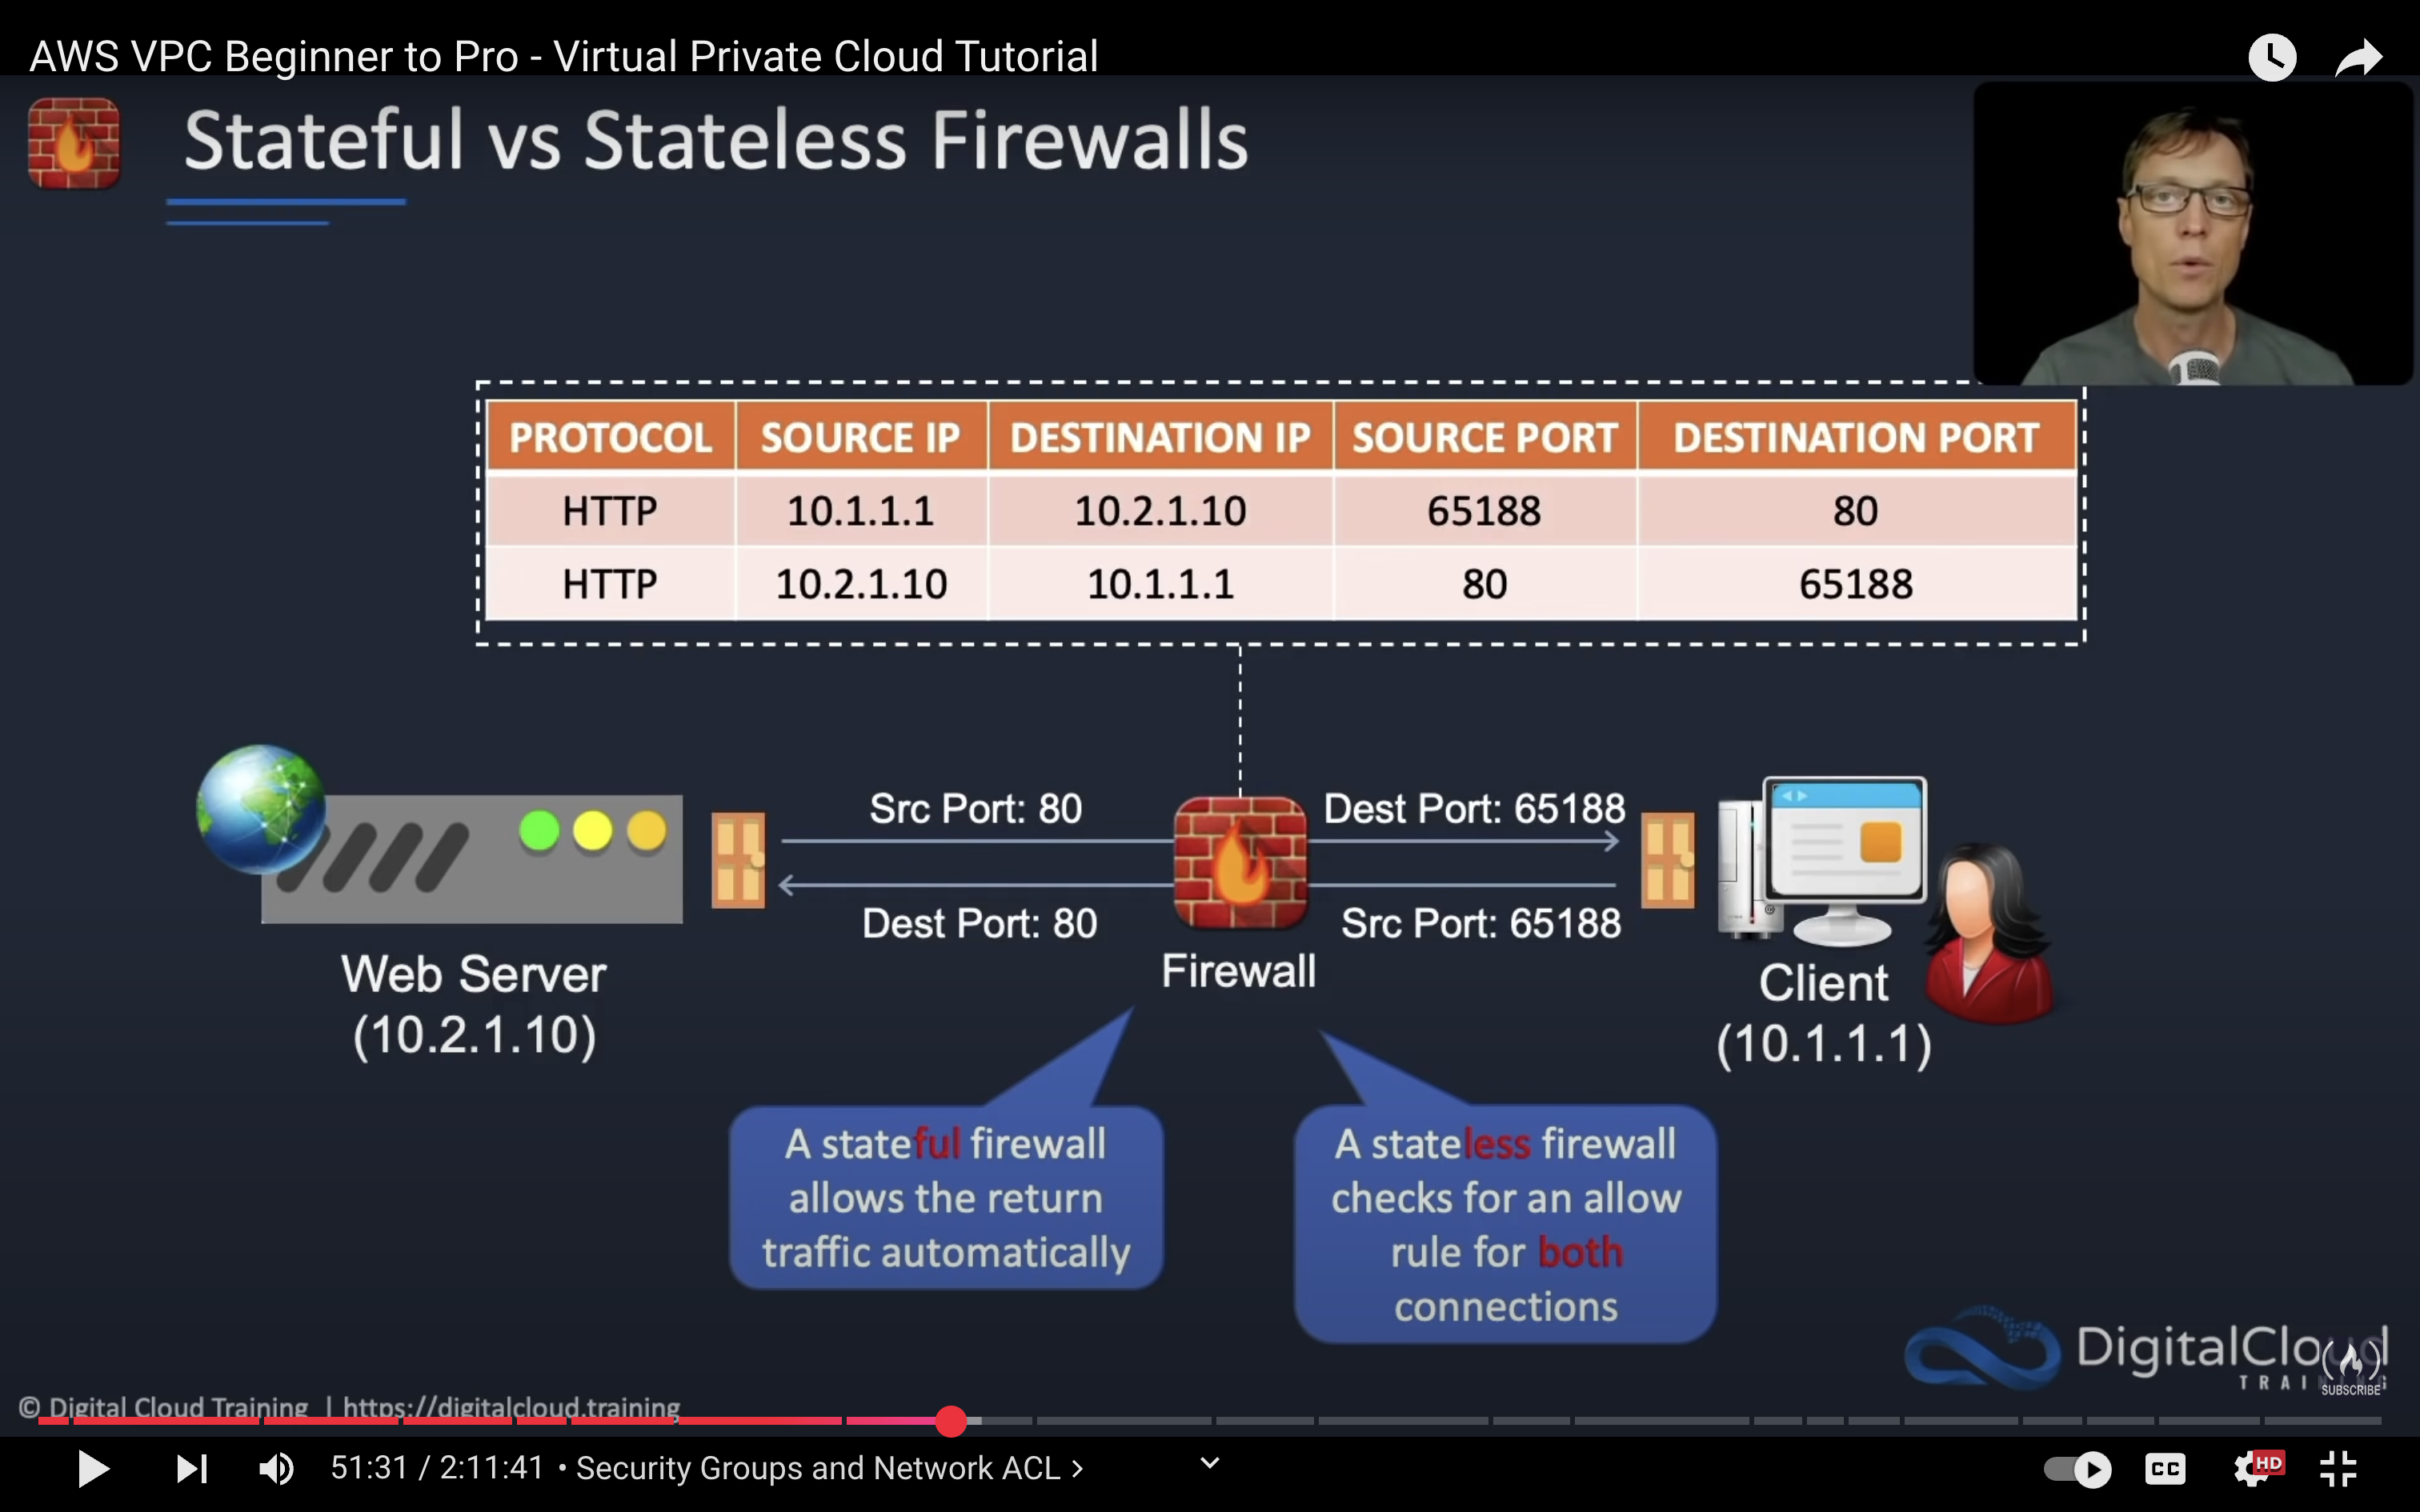 AWS VPC Beginner to Pro - Virtual Private Cloud Tutorial
Stateful vs Stateless Firewalls
PROTOCOL SOURCE IP DESTINATION IP SOURCE PORT DESTINATION PORT
HTTP 10.1.1.1 10.2.1.10 65188 80
HTTP 10.2.1.10 10.1.1.1 80 65188
Src Port: 80
Dest Port: 65188
Dest Port: 80
Src Port: 65188
Firewall
Web Server
(10.2.1.10)
Client
(10.1.1.1)
A stateful firewall
allows the return
traffic automatically
A stateless firewall
checks for an allow
rule for both
connections
DigitalCloud
TRAINING
SUBSCRIBE
© Digital Cloud Training | https://digitalcloud.training
51:31 / 2:11:41 • Security Groups and Network ACL >
CC
HD